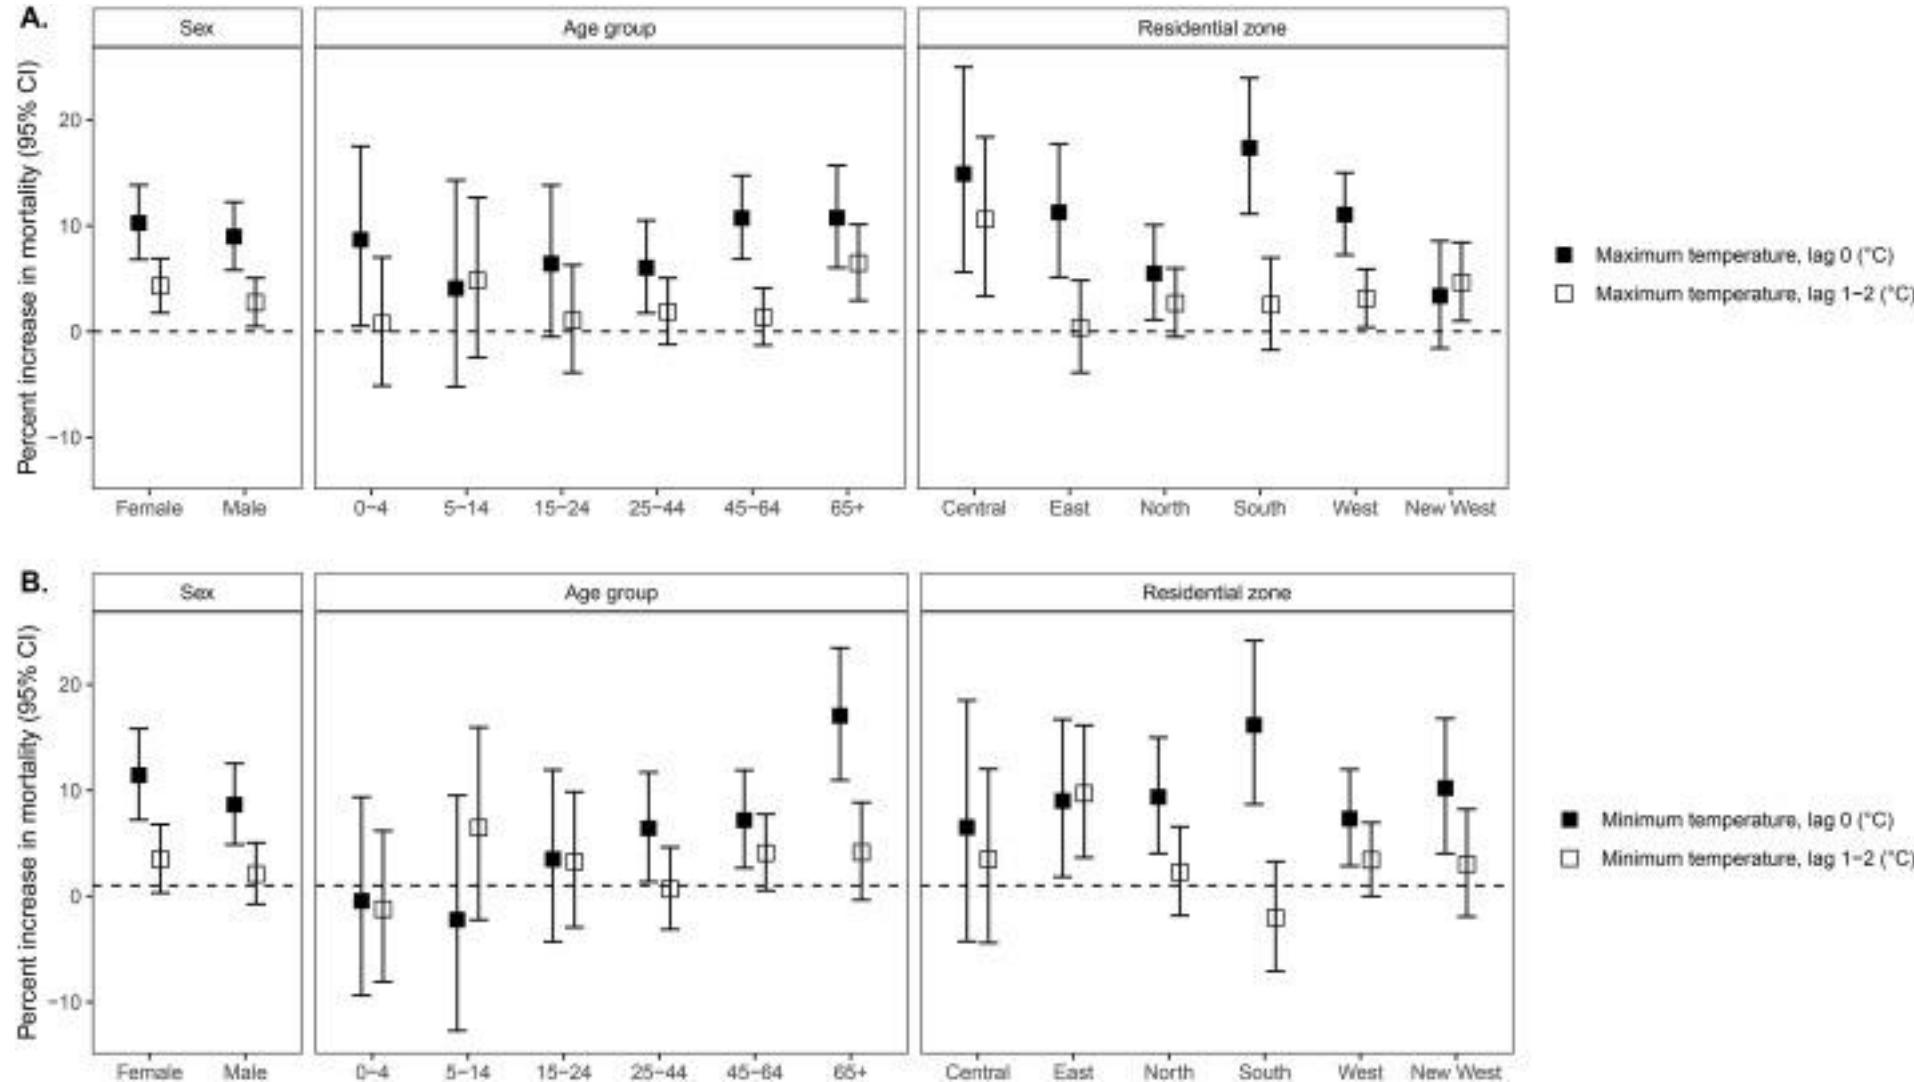 A.
Sex
Age group
Residential zone
Percent increase in mortality (95% CI)
20
10
0
−10
Female Male
0−4 5−14 15−24 25−44 45−64 65+
Central East North South West New West
Maximum temperature, lag 0 (°C)
Maximum temperature, lag 1−2 (°C)
B.
Sex
Age group
Residential zone
Percent increase in mortality (95% CI)
20
10
0
−10
Female Male
0−4 5−14 15−24 25−44 45−64 65+
Central East North South West New West
Minimum temperature, lag 0 (°C)
Minimum temperature, lag 1−2 (°C)